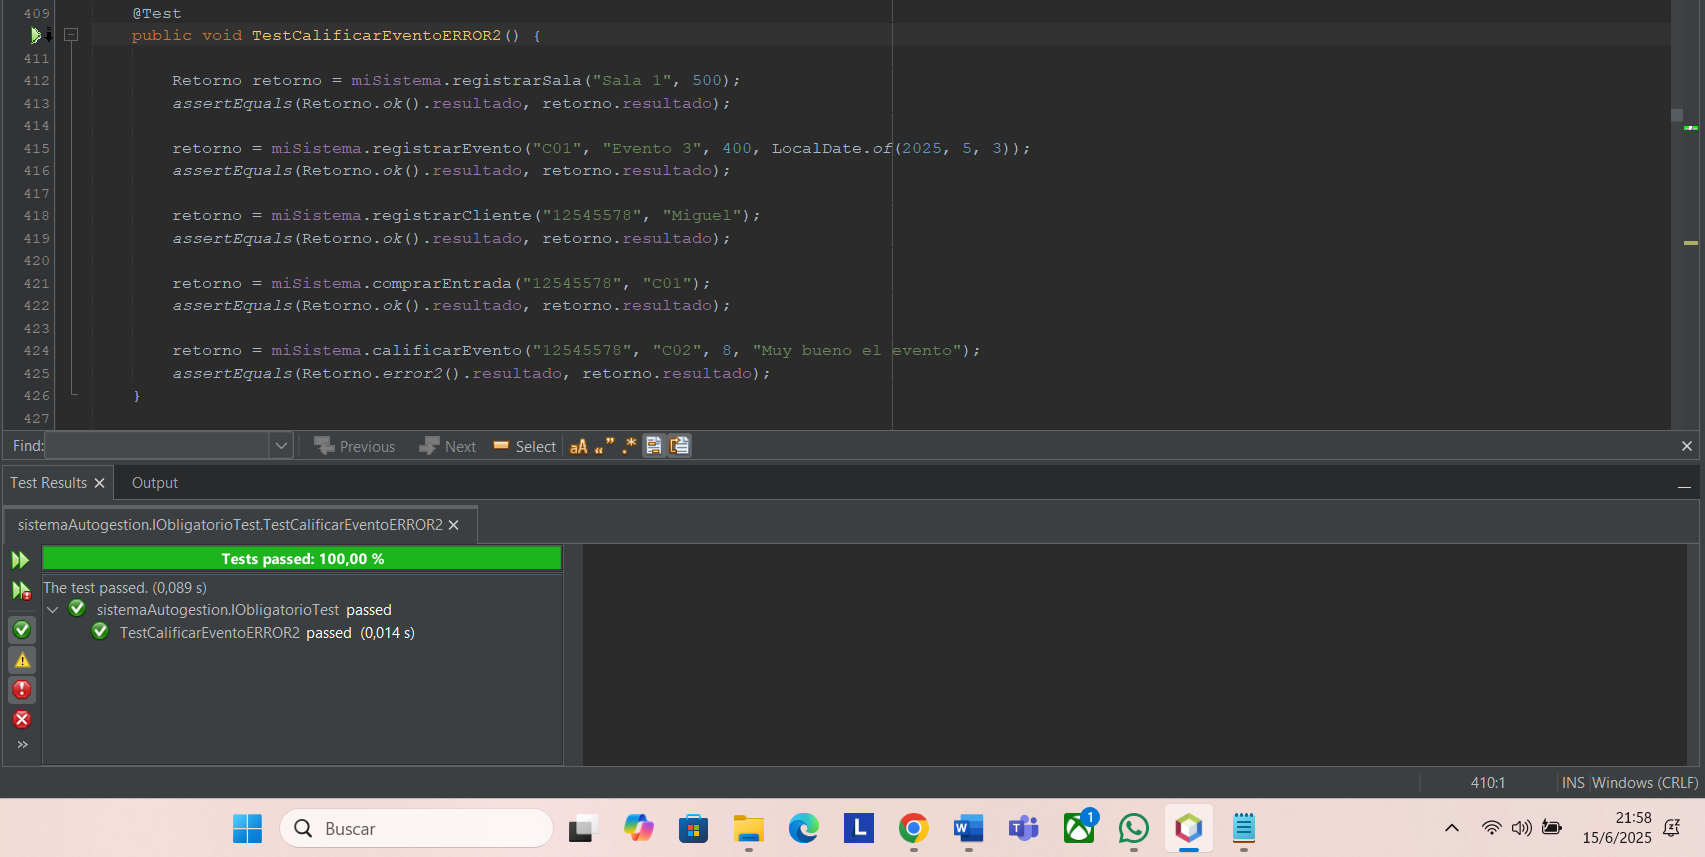 409 @Test
public void TestCalificarEventoERROR2() {
411
412 Retorno retorno = miSistema.registrarSala("Sala 1", 500);
413 assertEquals(Retorno.ok().resultado, retorno.resultado);
414
415 retorno = miSistema.registrarEvento("C01", "Evento 3", 400, LocalDate.of(2025, 5, 3));
416 assertEquals(Retorno.ok().resultado, retorno.resultado);
417
418 retorno = miSistema.registrarCliente("12545578", "Miguel");
419 assertEquals(Retorno.ok().resultado, retorno.resultado);
420
421 retorno = miSistema.comprarEntrada("12545578", "C01");
422 assertEquals(Retorno.ok().resultado, retorno.resultado);
423
424 retorno = miSistema.calificarEvento("12545578", "C02", 8, "Muy bueno el evento");
425 assertEquals(Retorno.error2().resultado, retorno.resultado);
426 }
427
Find: Previous Next Select
Test Results Output
sistemaAutogestion.IObligatorioTest.TestCalificarEventoERROR2
Tests passed: 100,00 %
The test passed. (0,089 s)
sistemaAutogestion.IObligatorioTest passed
TestCalificarEventoERROR2 passed (0,014 s)
410:1 INS Windows (CRLF)
Buscar
1
21:58
15/6/2025